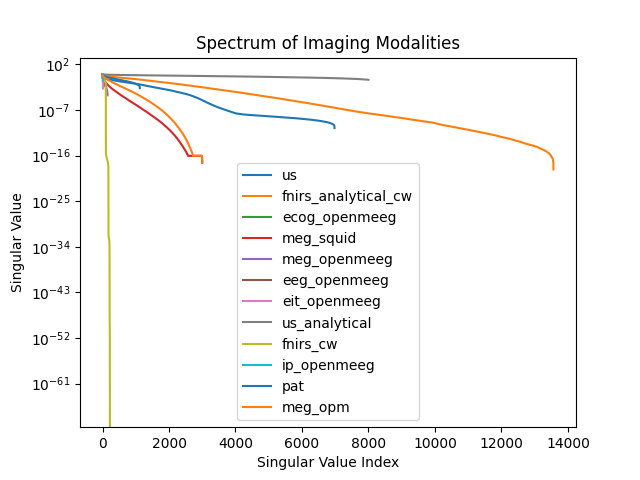 Spectrum of Imaging Modalities
10^2
10^-7
10^-16
10^-25
10^-34
10^-43
10^-52
10^-61
Singular Value
us
fnirs_analytical_cw
ecog_openmeeg
meg_squid
meg_openmeeg
eeg_openmeeg
eit_openmeeg
us_analytical
fnirs_cw
ip_openmeeg
pat
meg_opm
0 2000 4000 6000 8000 10000 12000 14000
Singular Value Index